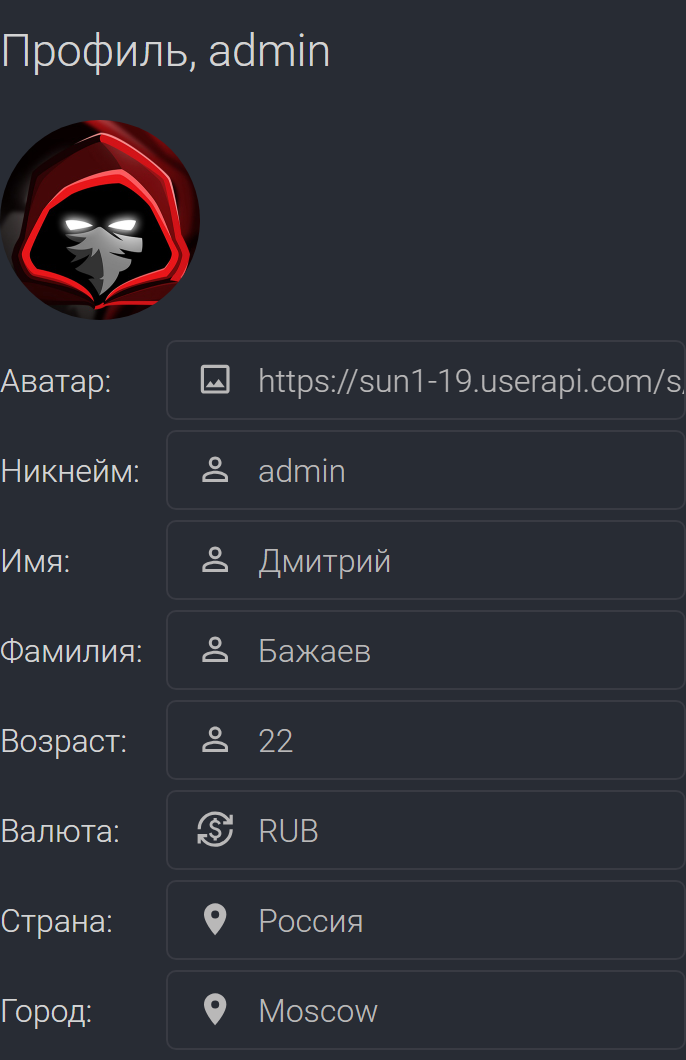 Профиль, admin
Аватар: https://sun1-19.userapi.com/s/
Никнейм: admin
Имя: Дмитрий
Фамилия: Бажаев
Возраст: 22
Валюта: RUB
Страна: Россия
Город: Moscow